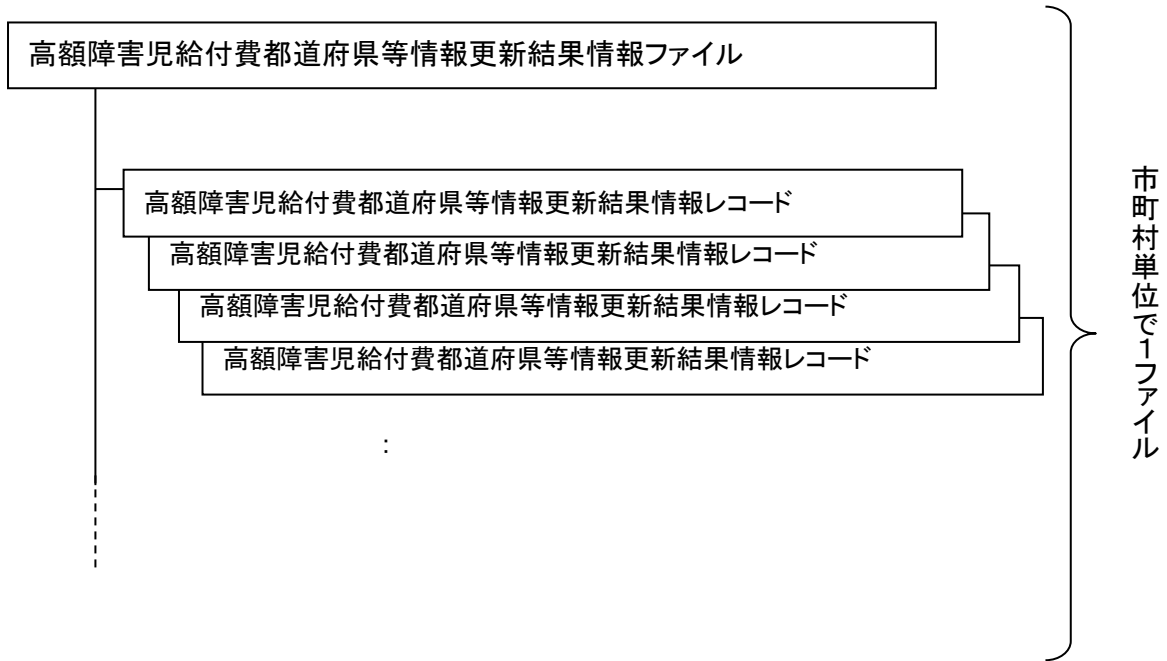 高額障害児給付費都道府県等情報更新結果情報ファイル
高額障害児給付費都道府県等情報更新結果情報レコード
高額障害児給付費都道府県等情報更新結果情報レコード
高額障害児給付費都道府県等情報更新結果情報レコード
高額障害児給付費都道府県等情報更新結果情報レコード
:
市町村単位で1ファイル